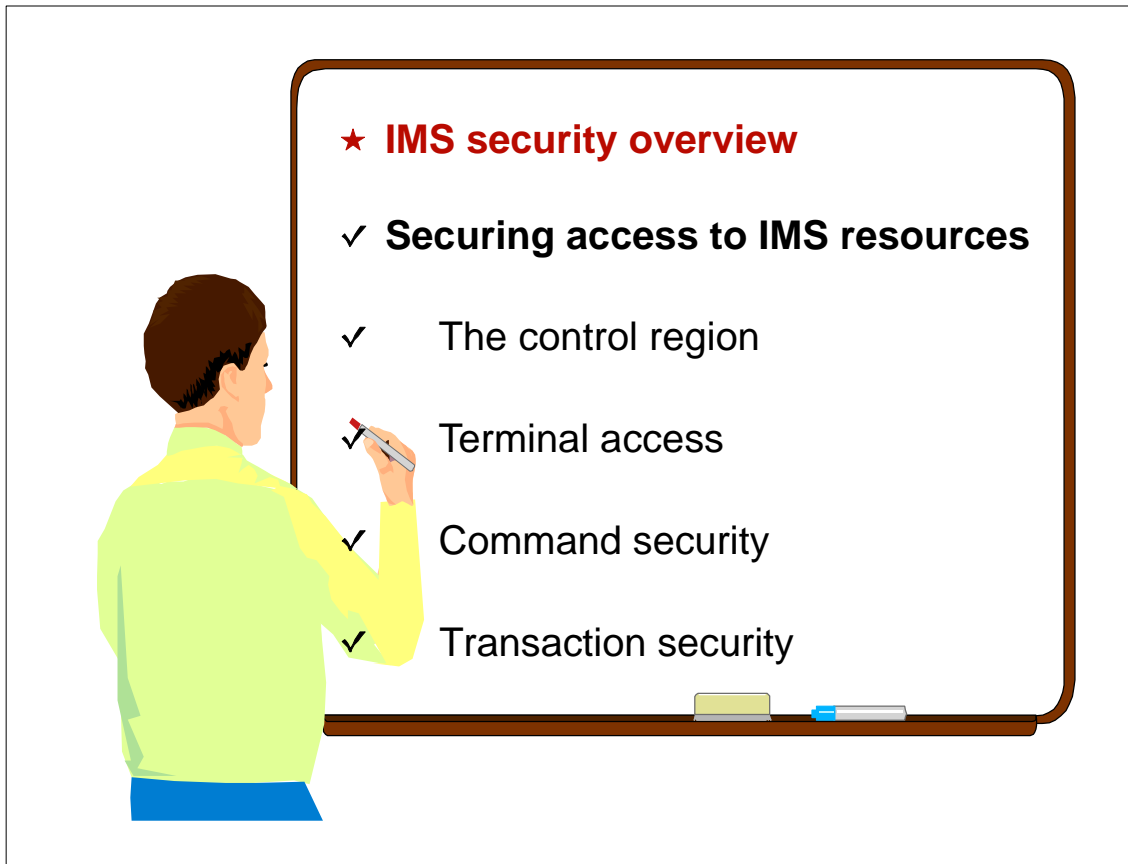 ★ IMS security overview
✓ Securing access to IMS resources
✓ The control region
✓ Terminal access
✓ Command security
✓ Transaction security